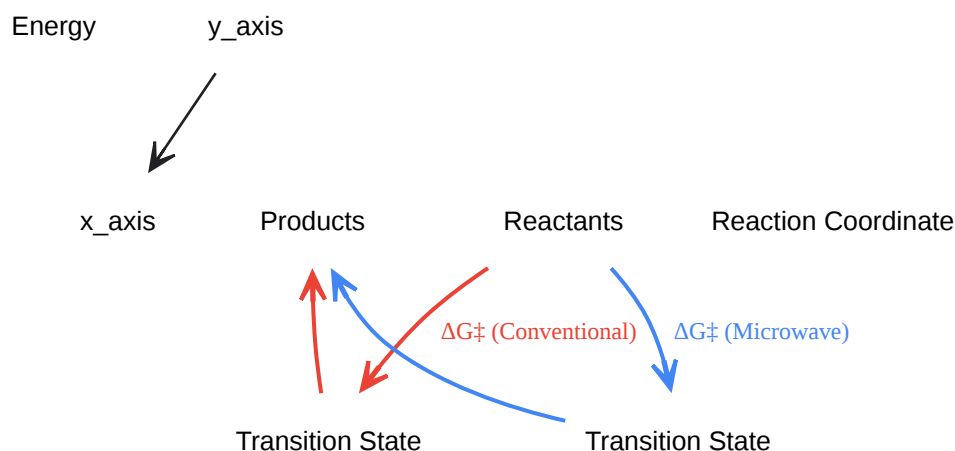 Energy
y_axis
x_axis
Products
Reactants
Reaction Coordinate
ΔG‡ (Conventional)
ΔG‡ (Microwave)
Transition State
Transition State